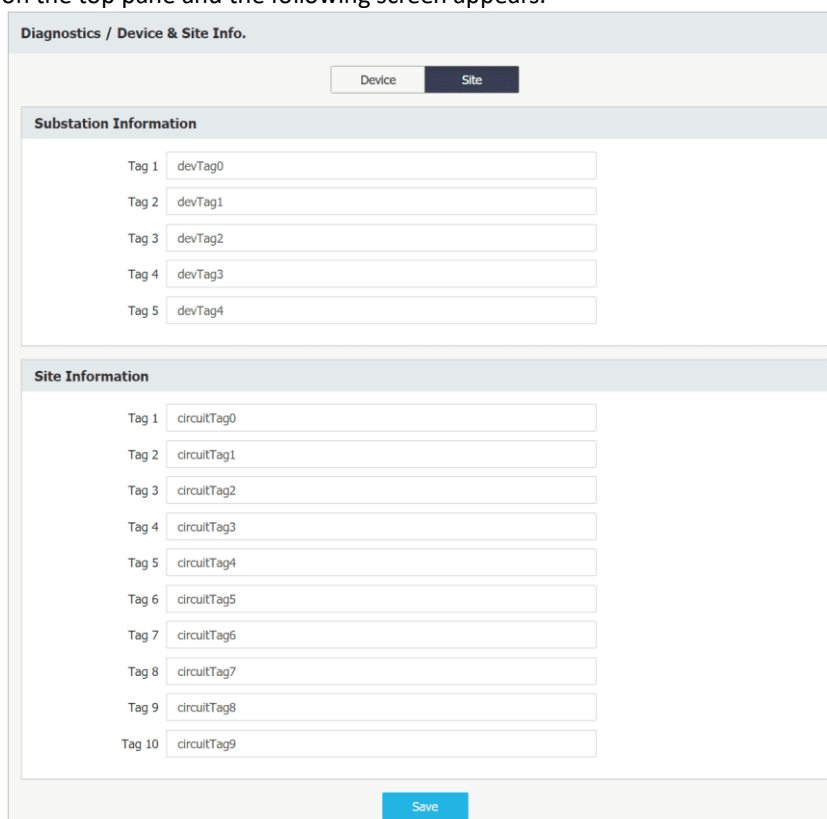 on the top pane and the following screen appears:
Diagnostics / Device & Site Info.
Device Site
Substation Information
Tag 1 devTag0
Tag 2 devTag1
Tag 3 devTag2
Tag 4 devTag3
Tag 5 devTag4
Site Information
Tag 1 circuitTag0
Tag 2 circuitTag1
Tag 3 circuitTag2
Tag 4 circuitTag3
Tag 5 circuitTag4
Tag 6 circuitTag5
Tag 7 circuitTag6
Tag 8 circuitTag7
Tag 9 circuitTag8
Tag 10 circuitTag9
Save